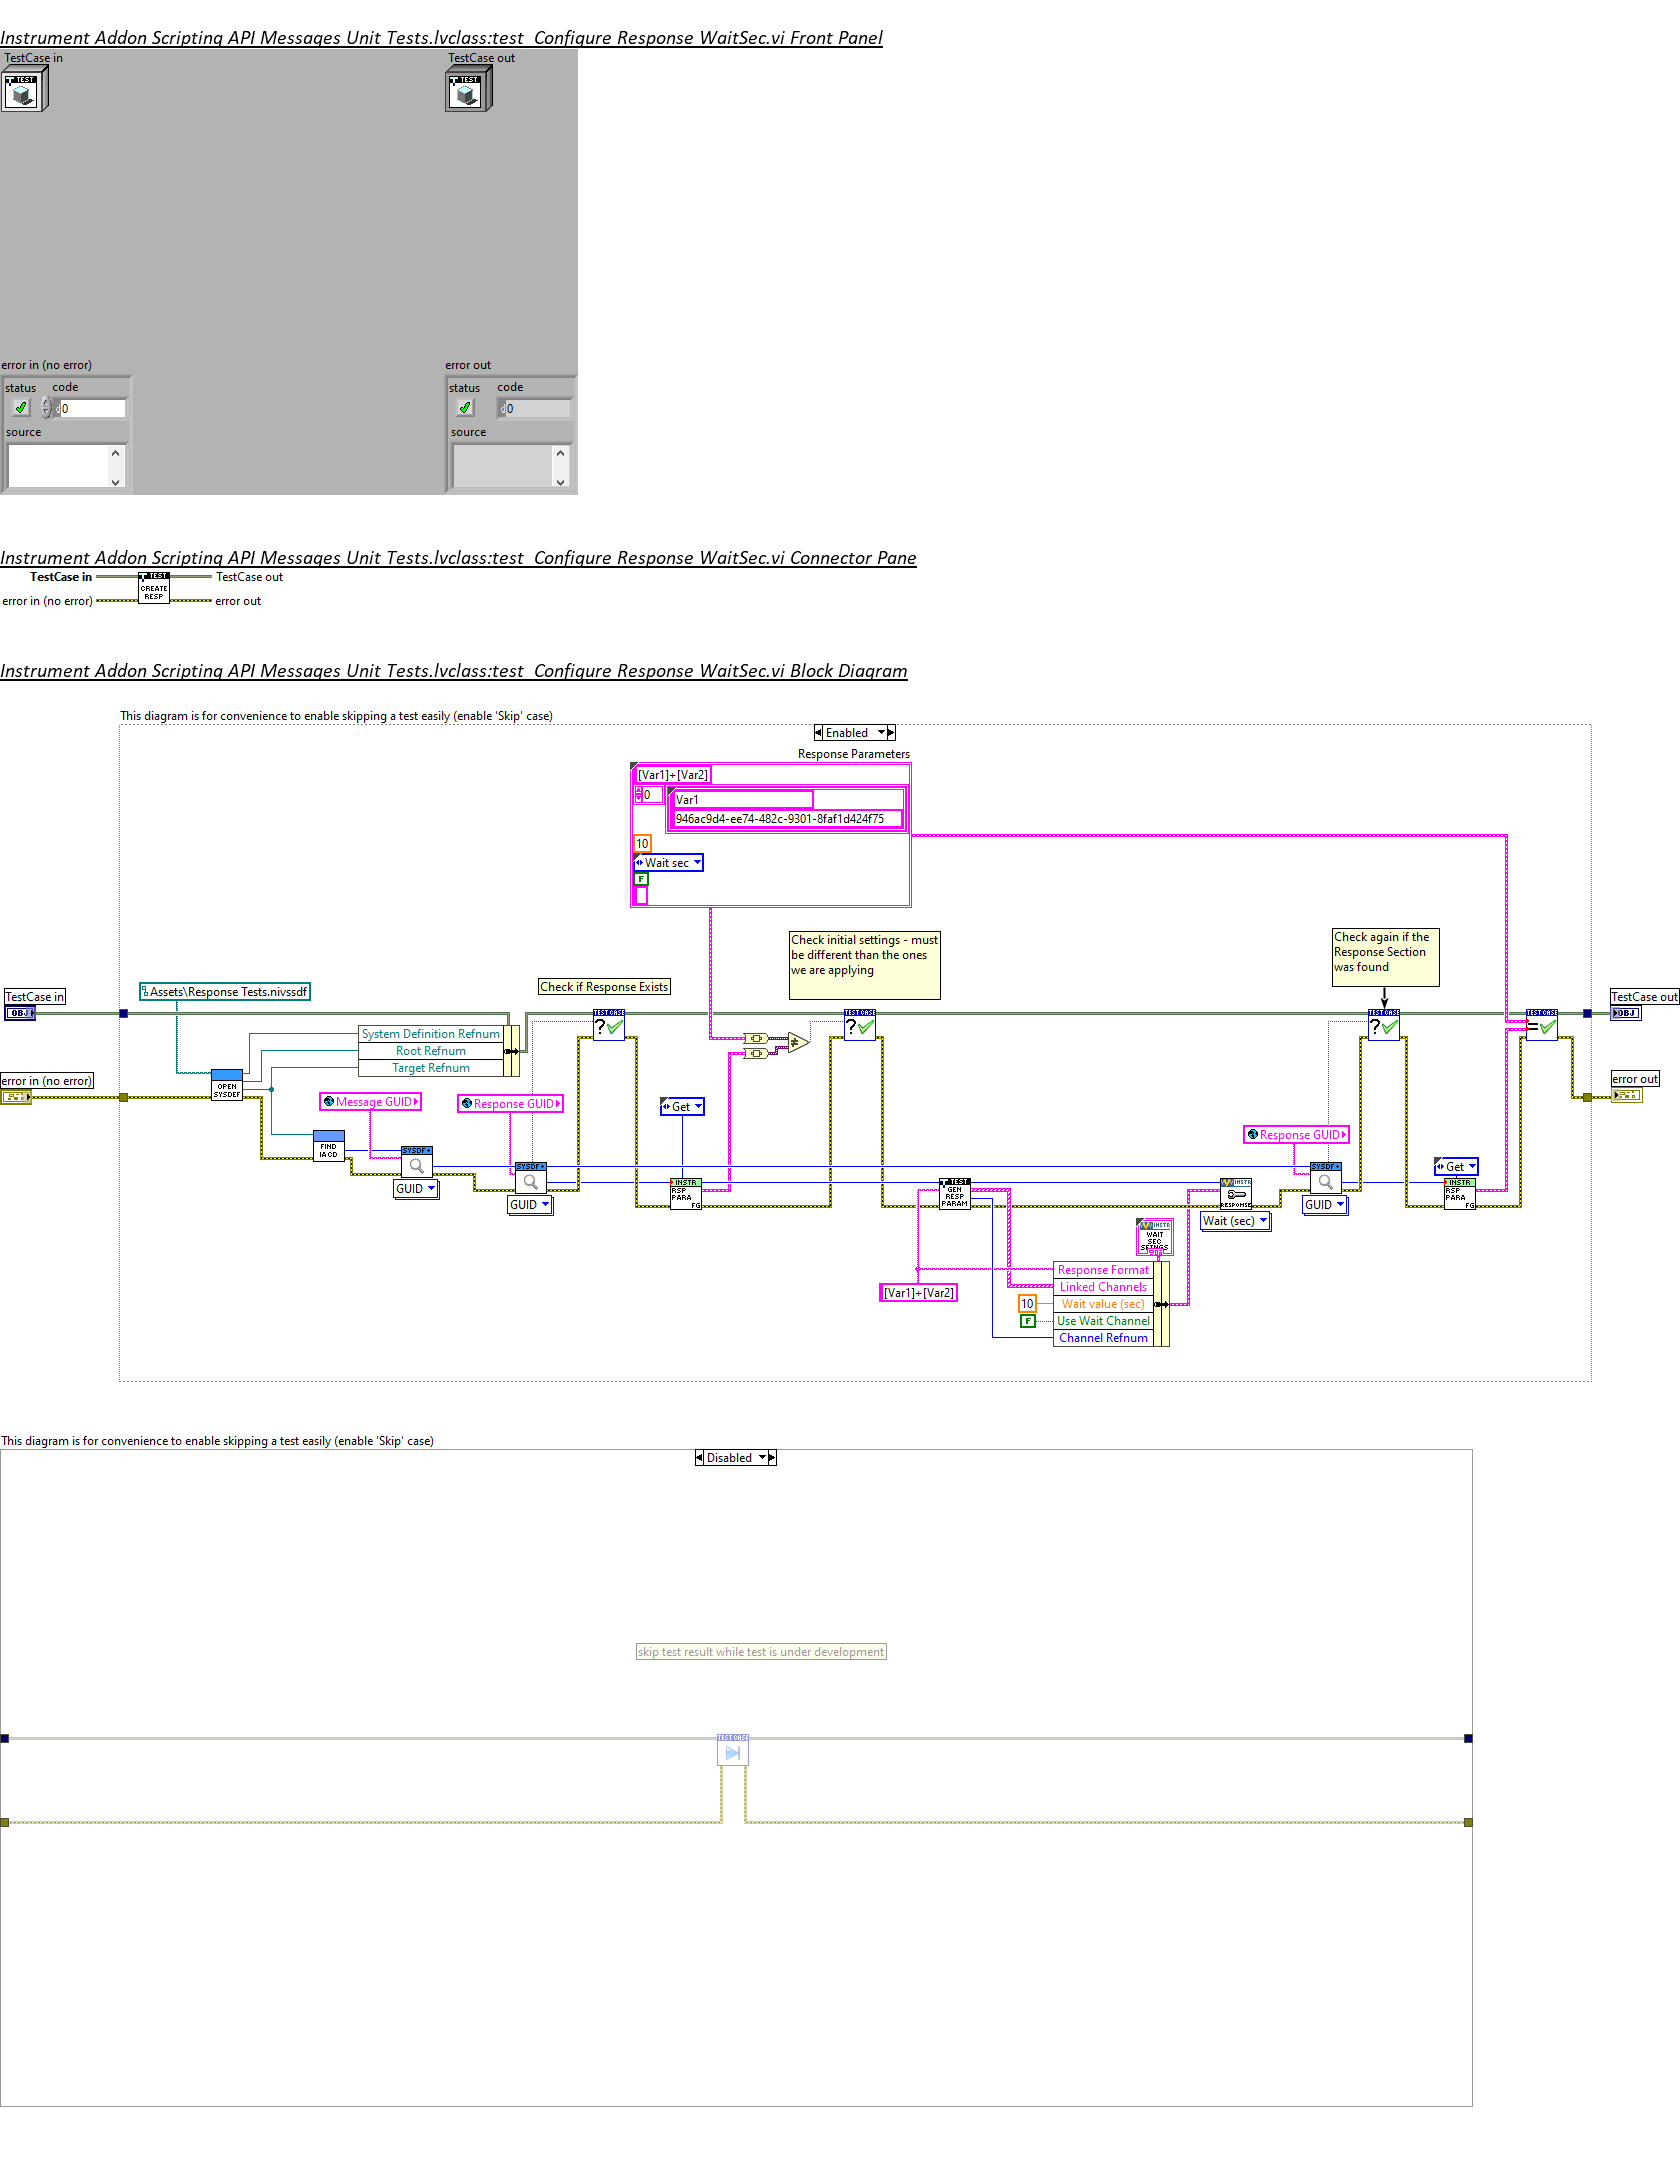 Instrument Addon Scripting API Messages Unit Tests.lvclass:test_Configure Response WaitSec.vi Front Panel
TestCase in
TestCase out
TEST
TEST
error in (no error)
error out
status code
status code
0
0
source
source
Instrument Addon Scripting API Messages Unit Tests.lvclass:test_Configure Response WaitSec.vi Connector Pane
TestCase in
TEST
CREATE
RESP
TestCase out
error in (no error)
error out
Instrument Addon Scripting API Messages Unit Tests.lvclass:test_Configure Response WaitSec.vi Block Diagram
This diagram is for convenience to enable skipping a test easily (enable 'Skip' case)
Enabled
Response Parameters
[Var1]+[Var2]
0
Var1
946ac9d4-ee74-482c-9301-8faf1d424f75
10
Wait sec
F
Check initial settings - must
be different than the ones
we are applying
Check again if the
Response Section
was found
Check if Response Exists
Assets\Response Tests.nivssdf
TestCase in
OBJ
TestCase out
OBJ
TESTCASE
?
TESTCASE
?
TESTCASE
?
TESTCASE
=
System Definition Refnum
Root Refnum
Target Refnum
error in (no error)
error out
OPEN
SYSDEF
Message GUID
Response GUID
Get
Response GUID
FIND
IACD
SYSDF
GUID
SYSDF
GUID
INSTR
RSP
PARA
FG
TEST
GEN
RESP
PARAM
INSTR
RESPONSE
Wait (sec)
SYSDF
GUID
Get
INSTR
RSP
PARA
FG
INSTR
WAIT
SEC
SETNGS
[Var1]+[Var2]
Response Format
Linked Channels
10
Wait value (sec)
F
Use Wait Channel
Channel Refnum
This diagram is for convenience to enable skipping a test easily (enable 'Skip' case)
Disabled
skip test result while test is under development
TESTCASE